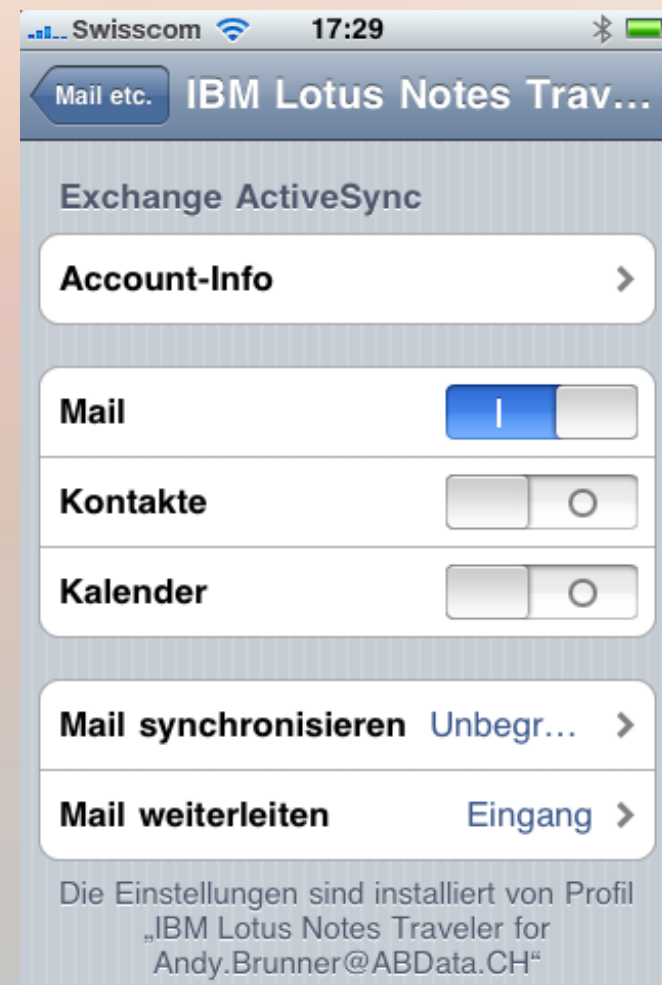 Swisscom 17:29
Mail etc. IBM Lotus Notes Trav...
Exchange ActiveSync
Account-Info
Mail
Kontakte
Kalender
Mail synchronisieren Unbegr...
Mail weiterleiten Eingang
Die Einstellungen sind installiert von Profil
„IBM Lotus Notes Traveler for
Andy.Brunner@ABData.CH“